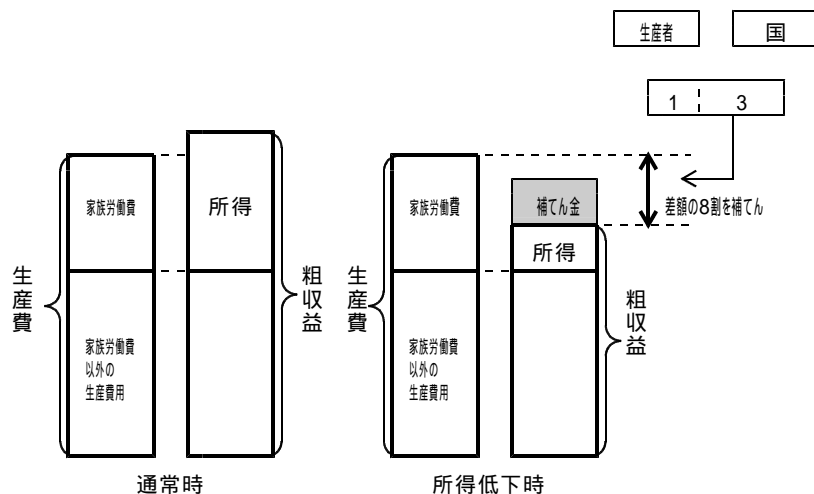 生産者
国
1
3
家族労働費
所得
家族労働費
補てん金
差額の8割を補てん
所得
生産費
粗収益
生産費
粗収益
家族労働費
以外の
生産費用
家族労働費
以外の
生産費用
通常時
所得低下時